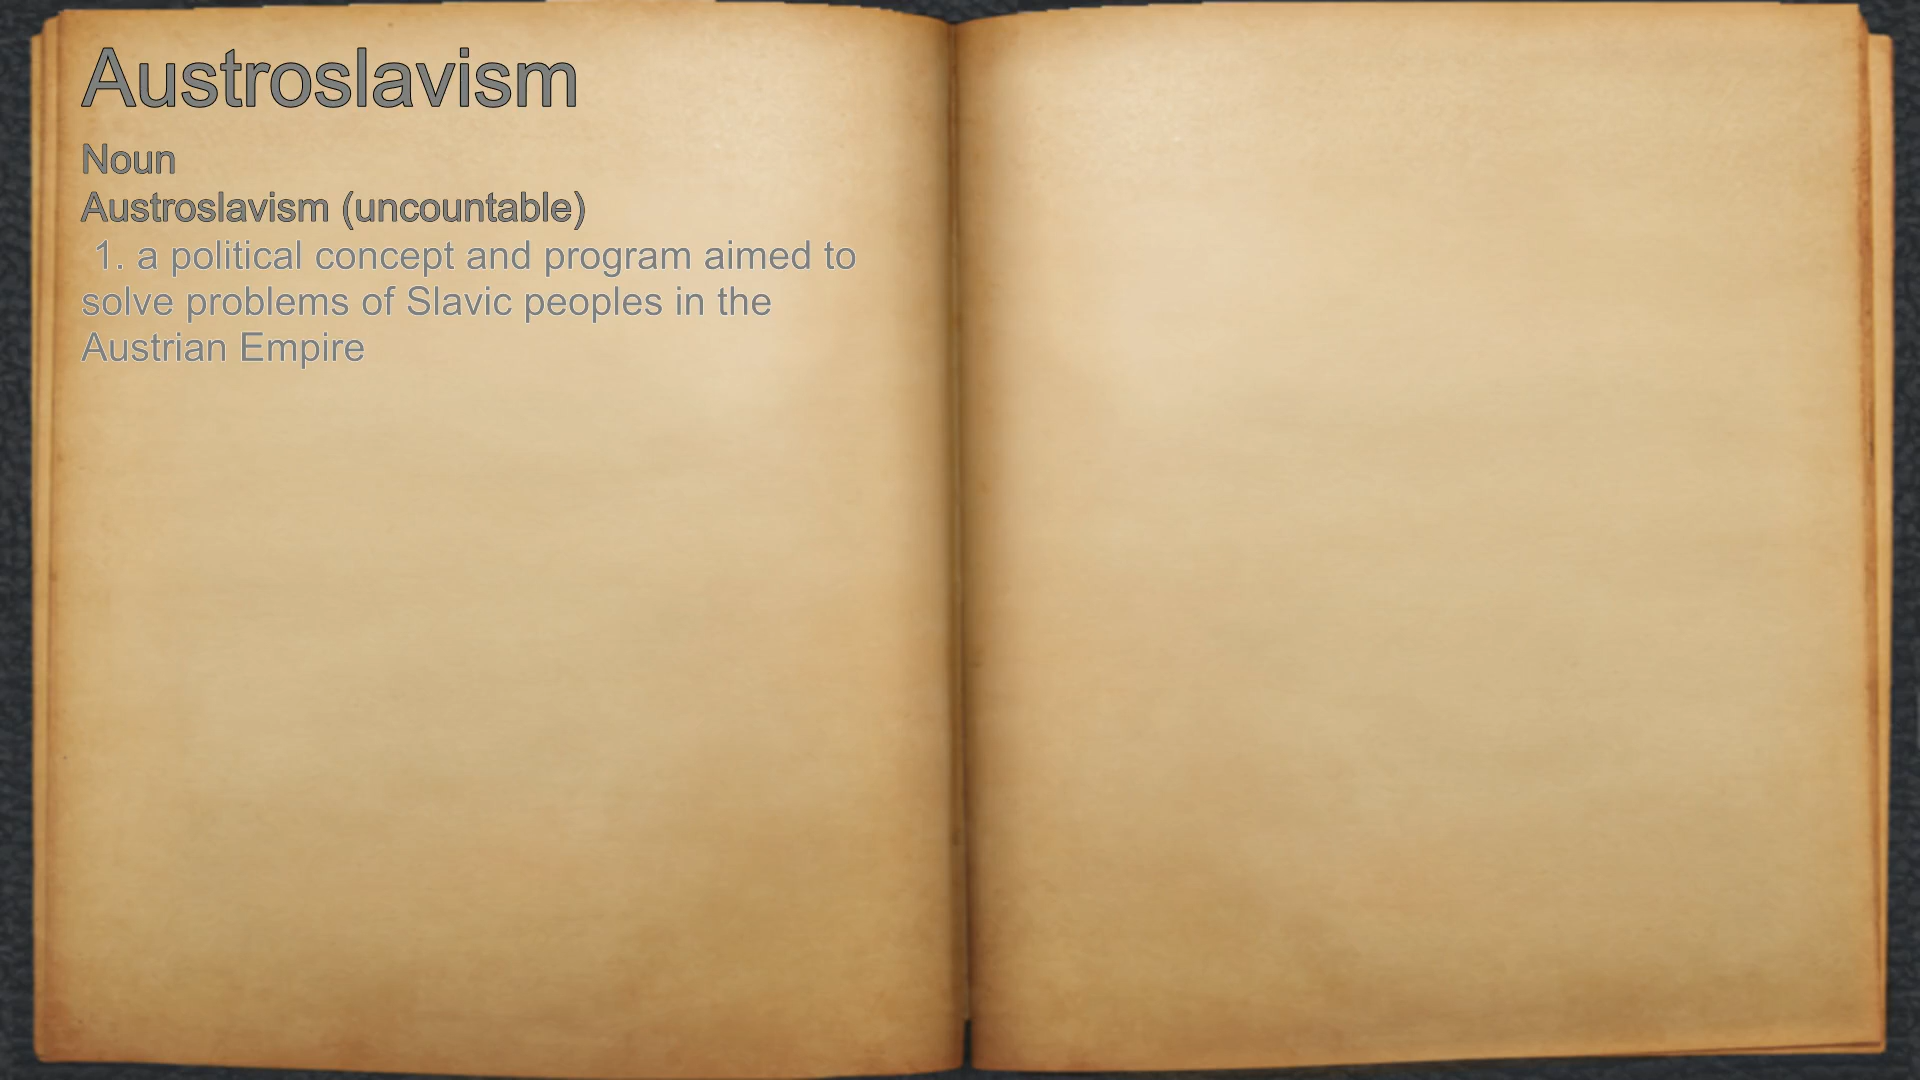 Austroslavism
Noun
Austroslavism (uncountable)
1. a political concept and program aimed to
solve problems of Slavic peoples in the
Austrian Empire